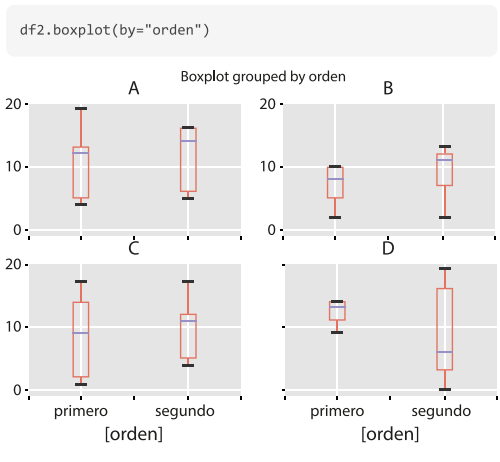 df2.boxplot(by="orden")
Boxplot grouped by orden
A
B
20
10
0
20
10
0
C
D
20
10
0
primero
segundo
primero
segundo
[orden]
[orden]